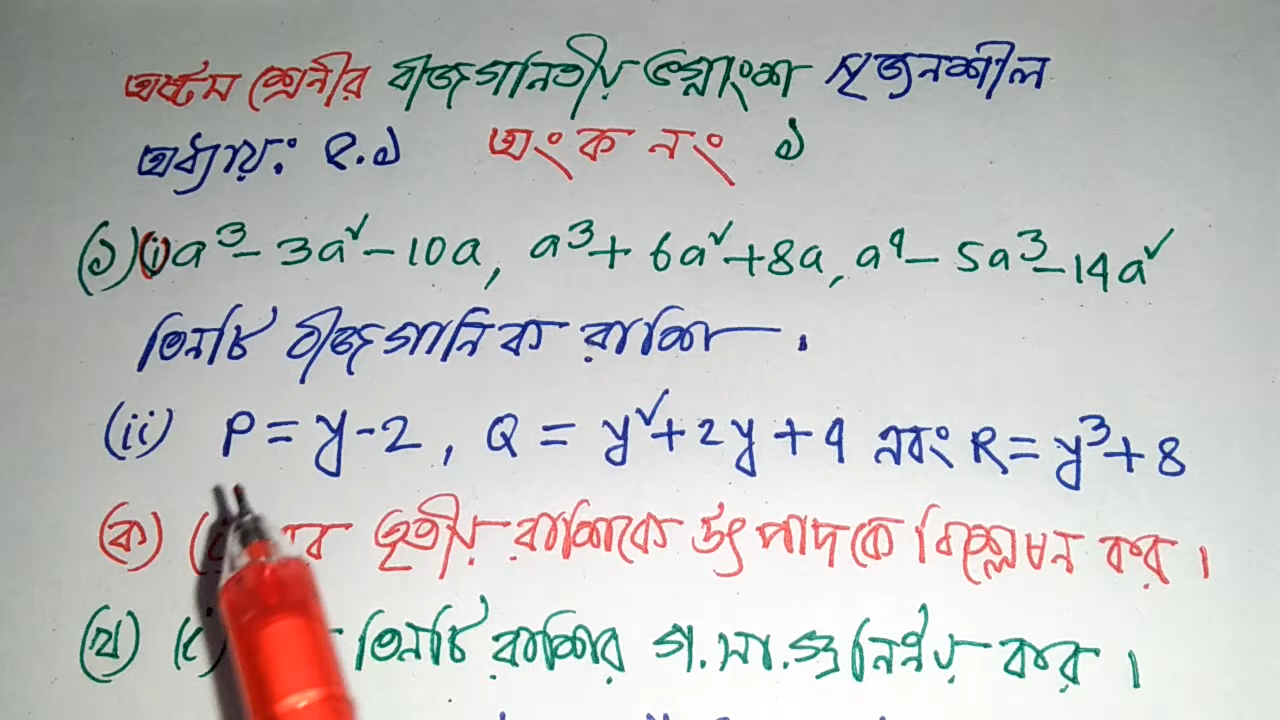 অষ্টম শ্রেনীর বীজগানিতীয় ভগ্নাংশ সৃজনশীল
অধ্যায়: ৫.১ অংক নং ১
(১)(i) a³ - 3a² - 10a, a³ + 6a² + 8a, a⁴ - 5a³ - 14a²
তিনটি বীজগানিক রাশি ।
(ii) P = y - 2, Q = y² + 2y + 4 এবং R = y³ + 8
(ক) তৃতীয় রাশিকে উৎপাদকে বিশ্লেষন কর ।
(খ) তিনটি রাশির গ.সা.গু নির্ণয় কর ।